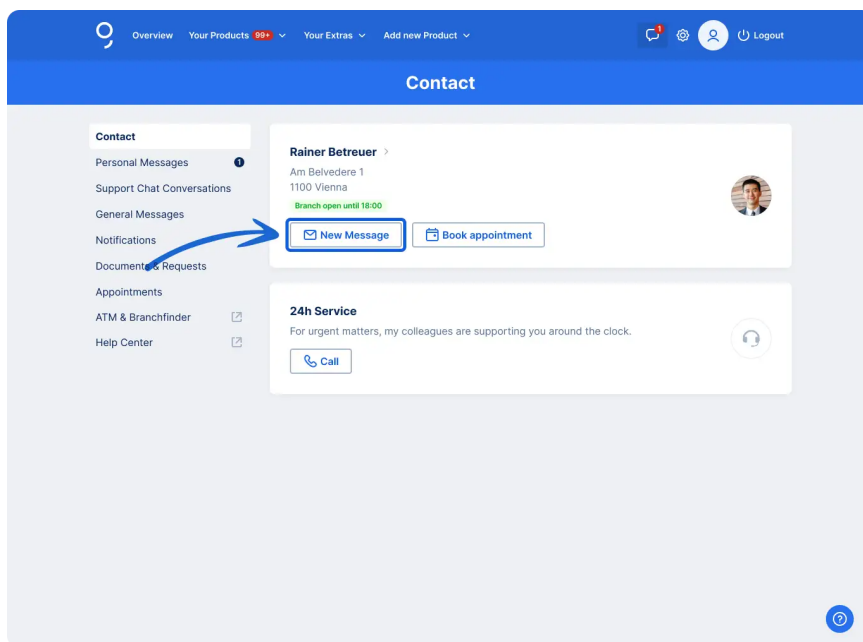 Overview Your Products 99+ Your Extras Add new Product 1 Logout
Contact
Contact
Personal Messages 1
Support Chat Conversations
General Messages
Notifications
Documents & Requests
Appointments
ATM & Branchfinder
Help Center
Rainer Betreuer
Am Belvedere 1
1100 Vienna
Branch open until 18:00
New Message Book appointment
24h Service
For urgent matters, my colleagues are supporting you around the clock.
Call